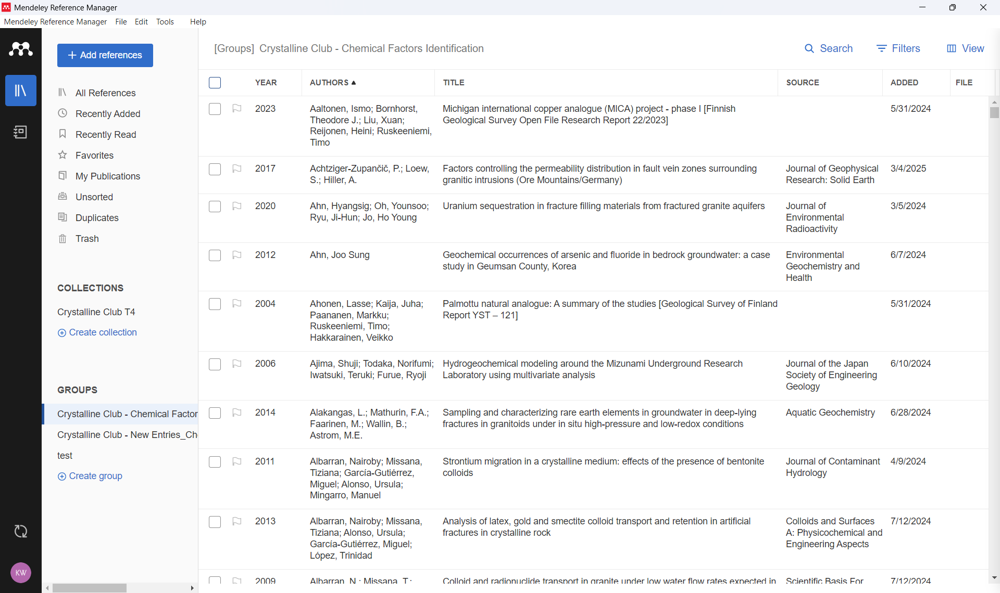 Mendeley Reference Manager
Mendeley Reference Manager File Edit Tools Help
+ Add references
All References
Recently Added
Recently Read
Favorites
My Publications
Unsorted
Duplicates
Trash
COLLECTIONS
Crystalline Club T4
Create collection
GROUPS
Crystalline Club - Chemical Factor
Crystalline Club - New Entries_Ch
test
Create group
KW
[Groups] Crystalline Club - Chemical Factors Identification
Search Filters View
YEAR AUTHORS TITLE SOURCE ADDED FILE
2023
Aaltonen, Ismo; Bornhorst,
Theodore J.; Liu, Xuan;
Reijonen, Heini; Ruskeeniemi,
Timo
Michigan international copper analogue (MICA) project - phase I [Finnish
Geological Survey Open File Research Report 22/2023]
5/31/2024
2017
Achtziger-Zupančič, P.; Loew,
S.; Hiller, A.
Factors controlling the permeability distribution in fault vein zones surrounding
granitic intrusions (Ore Mountains/Germany)
Journal of Geophysical
Research: Solid Earth
3/4/2025
2020
Ahn, Hyangsig; Oh, Younsoo;
Ryu, Ji-Hun; Jo, Ho Young
Uranium sequestration in fracture filling materials from fractured granite aquifers
Journal of
Environmental
Radioactivity
3/5/2024
2012
Ahn, Joo Sung
Geochemical occurrences of arsenic and fluoride in bedrock groundwater: a case
study in Geumsan County, Korea
Environmental
Geochemistry and
Health
6/7/2024
2004
Ahonen, Lasse; Kaija, Juha;
Paananen, Markku;
Ruskeeniemi, Timo;
Hakkarainen, Veikko
Palmottu natural analogue: A summary of the studies [Geological Survey of Finland
Report YST – 121]
5/31/2024
2006
Ajima, Shuji; Todaka, Norifumi;
Iwatsuki, Teruki; Furue, Ryoji
Hydrogeochemical modeling around the Mizunami Underground Research
Laboratory using multivariate analysis
Journal of the Japan
Society of Engineering
Geology
6/10/2024
2014
Alakangas, L.; Mathurin, F.A.;
Faarinen, M.; Wallin, B.;
Astrom, M.E.
Sampling and characterizing rare earth elements in groundwater in deep-lying
fractures in granitoids under in situ high-pressure and low-redox conditions
Aquatic Geochemistry
6/28/2024
2011
Albarran, Nairoby; Missana,
Tiziana; García-Gutiérrez,
Miguel; Alonso, Ursula;
Mingarro, Manuel
Strontium migration in a crystalline medium: effects of the presence of bentonite
colloids
Journal of Contaminant
Hydrology
4/9/2024
2013
Albarran, Nairoby; Missana,
Tiziana; Alonso, Ursula;
García-Gutiérrez, Miguel;
López, Trinidad
Analysis of latex, gold and smectite colloid transport and retention in artificial
fractures in crystalline rock
Colloids and Surfaces
A: Physicochemical and
Engineering Aspects
7/12/2024
2009
Albarran, N.; Missana, T.;
Colloid and radionuclide transport in granite under low water flow rates expected in
Scientific Basis For
7/12/2024